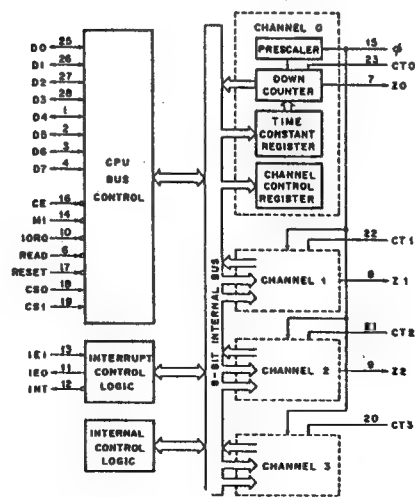 CHANNEL 0
PRESCALER
15
φ
23
CT0
DOWN
COUNTER
7
Z0
TIME
CONSTANT
REGISTER
CHANNEL
CONTROL
REGISTER
D0 25
D1 26
D2 27
D3 28
D4 1
D5 2
D6 3
D7 4
CE 16
M1 14
IORQ 10
READ 6
RESET 17
CS0 18
CS1 19
CPU
BUS
CONTROL
8-BIT INTERNAL BUS
22
CT1
CHANNEL 1
8
Z1
21
CT2
CHANNEL 2
9
Z2
20
CT3
CHANNEL 3
IEI 13
IEO 11
INT 12
INTERRUPT
CONTROL
LOGIC
INTERNAL
CONTROL
LOGIC